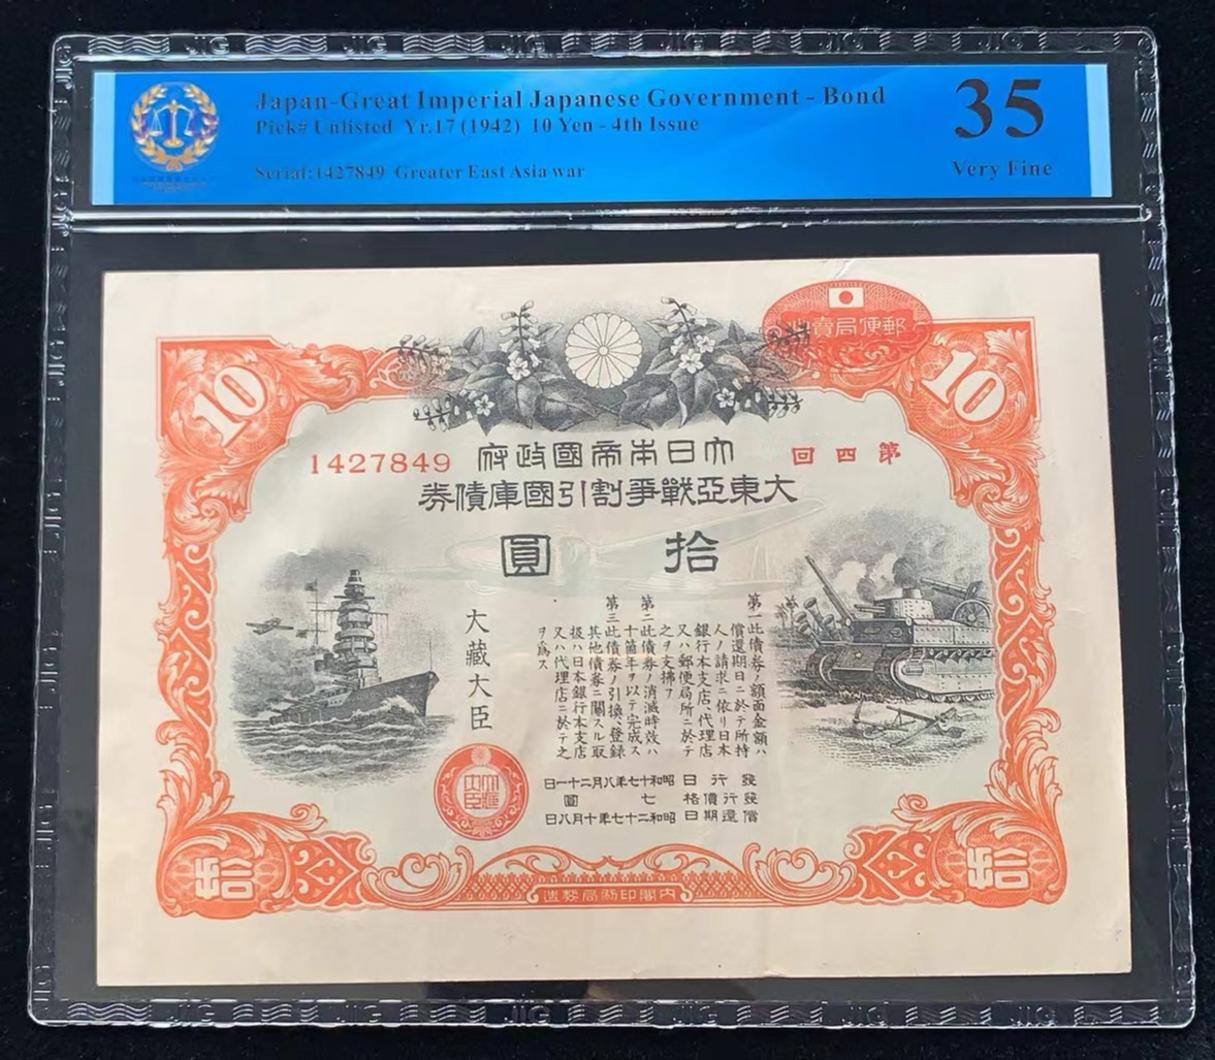 Japan-Great Imperial Japanese Government - Bond
Pick# Unlisted Yr.17 (1942) 10 Yen - 4th Issue
Serial:1427849 Greater East Asia war
35
Very Fine
郵便局賣出
10
10
第四回
大日本帝國政府
1427849
大東亞戰爭割引國庫債券
拾圓
第一此債券ノ額面金額ハ
償還期日ニ於テ所持
人ノ請求ニ依リ日本
銀行本支店、代理店
又ハ郵便局所ニ於テ
之ヲ支拂フ
第二此債券ノ消滅時效ハ
十箇年ヲ以テ完成ス
第三此債券ノ引換、登録
其他債券ニ關スル取
扱ハ日本銀行本支店
又ハ代理店ニ於テ之
ヲ爲ス
大藏大臣
大藏大臣
發行日 昭和十七年八月二十一日
發行價格 七圓
償還期日 昭和二十七年十月八日
拾
拾
内閣印刷局製造